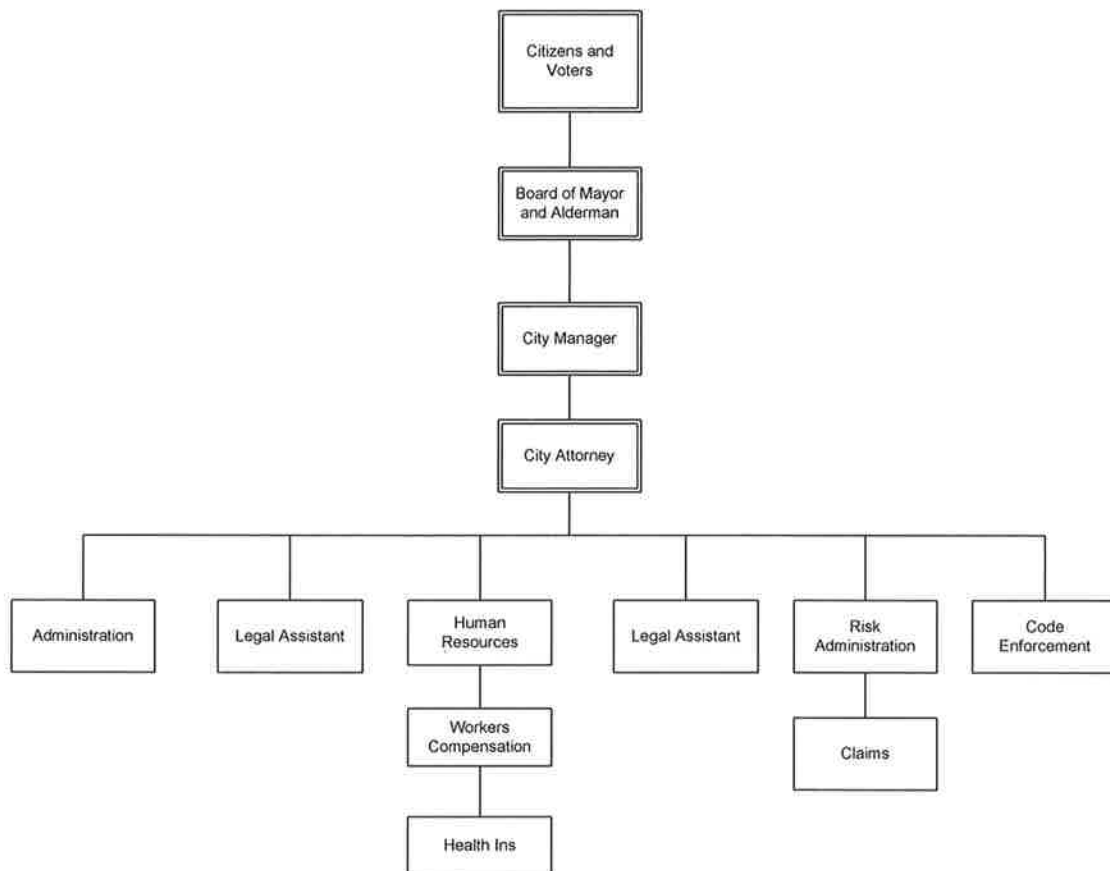 Citizens and
Voters
Board of Mayor
and Alderman
City Manager
City Attorney
Administration
Legal Assistant
Human
Resources
Legal Assistant
Risk
Administration
Code
Enforcement
Workers
Compensation
Claims
Health Ins